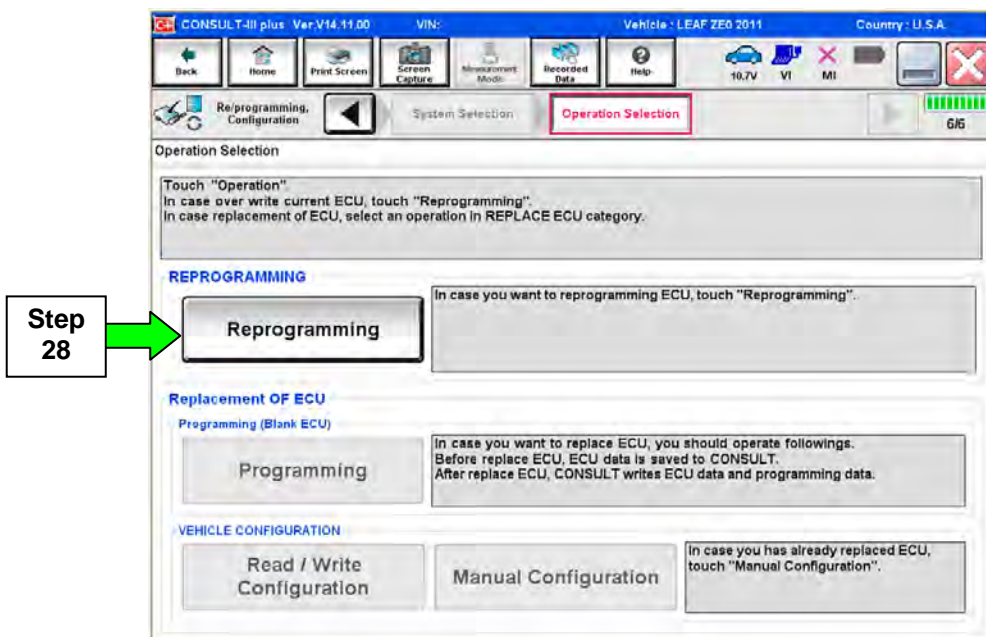 CONSULT-III plus Ver.V14.11.00 VIN: Vehicle : LEAF ZE0 2011 Country : U.S.A.
Back Home Print Screen Screen Capture Measurement Mode Recorded Data Help 10.7V VI MI
Re/programming, Configuration System Selection Operation Selection 6/6
Operation Selection
Touch "Operation".
In case over write current ECU, touch "Reprogramming".
In case replacement of ECU, select an operation in REPLACE ECU category.
REPROGRAMMING
Step
28
Reprogramming
In case you want to reprogramming ECU, touch "Reprogramming".
Replacement OF ECU
Programming (Blank ECU)
Programming
In case you want to replace ECU, you should operate followings.
Before replace ECU, ECU data is saved to CONSULT.
After replace ECU, CONSULT writes ECU data and programming data.
VEHICLE CONFIGURATION
Read / Write
Configuration
Manual Configuration
In case you has already replaced ECU,
touch "Manual Configuration".